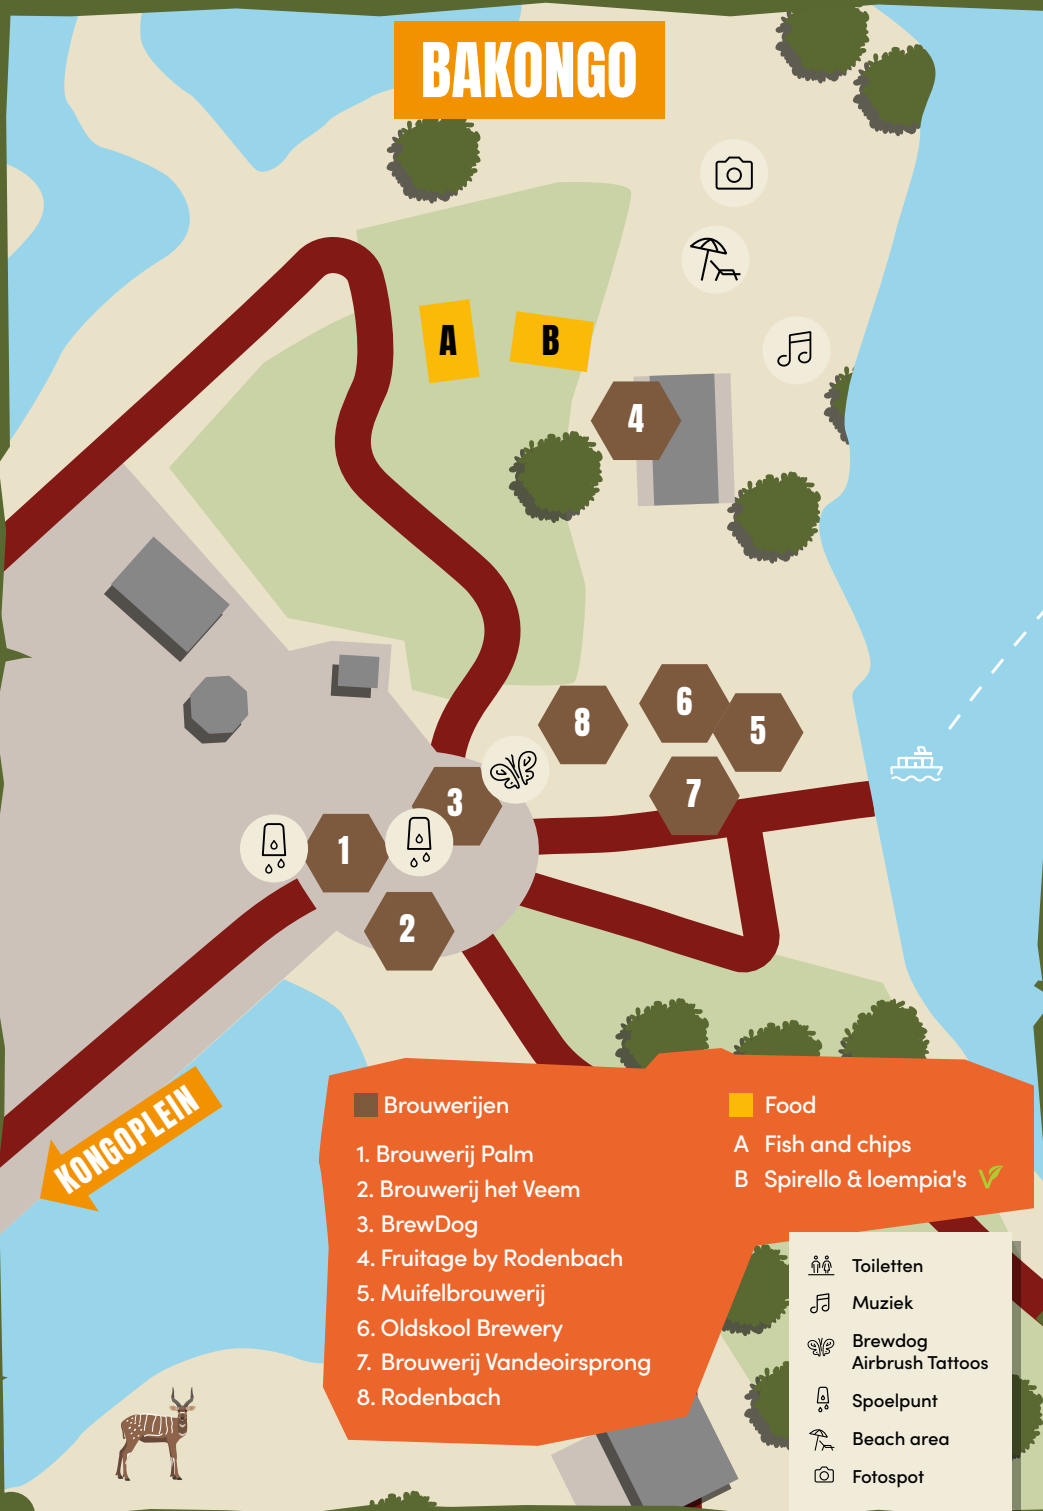 BAKONGO
A
B
4
8
6
5
7
3
1
2
KONGOPLEIN
Brouwerijen
1. Brouwerij Palm
2. Brouwerij het Veem
3. BrewDog
4. Fruitage by Rodenbach
5. Muifelbrouwerij
6. Oldskool Brewery
7. Brouwerij Vandeoirsprong
8. Rodenbach
Food
A Fish and chips
B Spirello & loempia's
Toiletten
Muziek
Brewdog
Airbrush Tattoos
Spoelpunt
Beach area
Fotospot